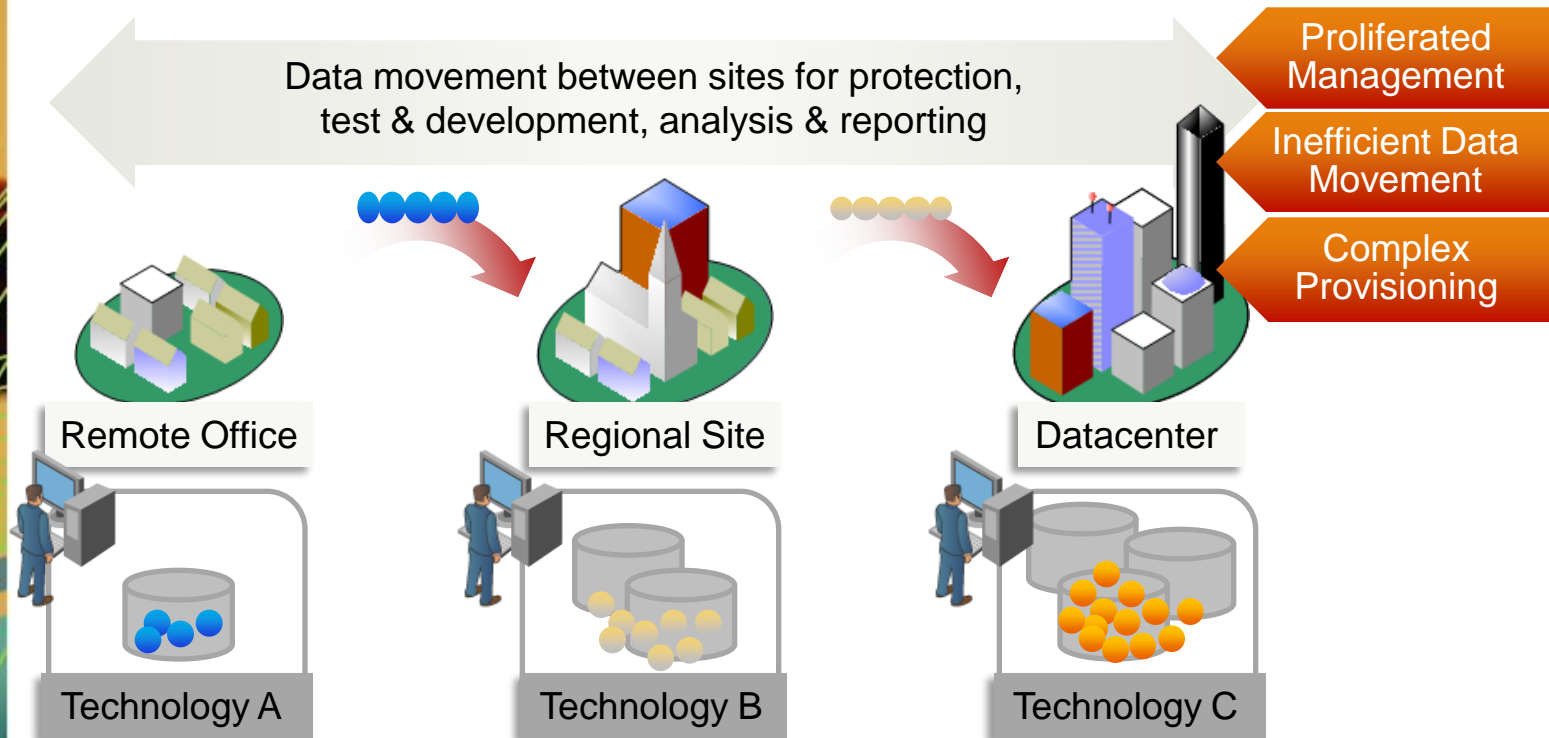 Data movement between sites for protection,
test & development, analysis & reporting
Proliferated
Management
Inefficient Data
Movement
Complex
Provisioning
Remote Office
Regional Site
Datacenter
Technology A
Technology B
Technology C